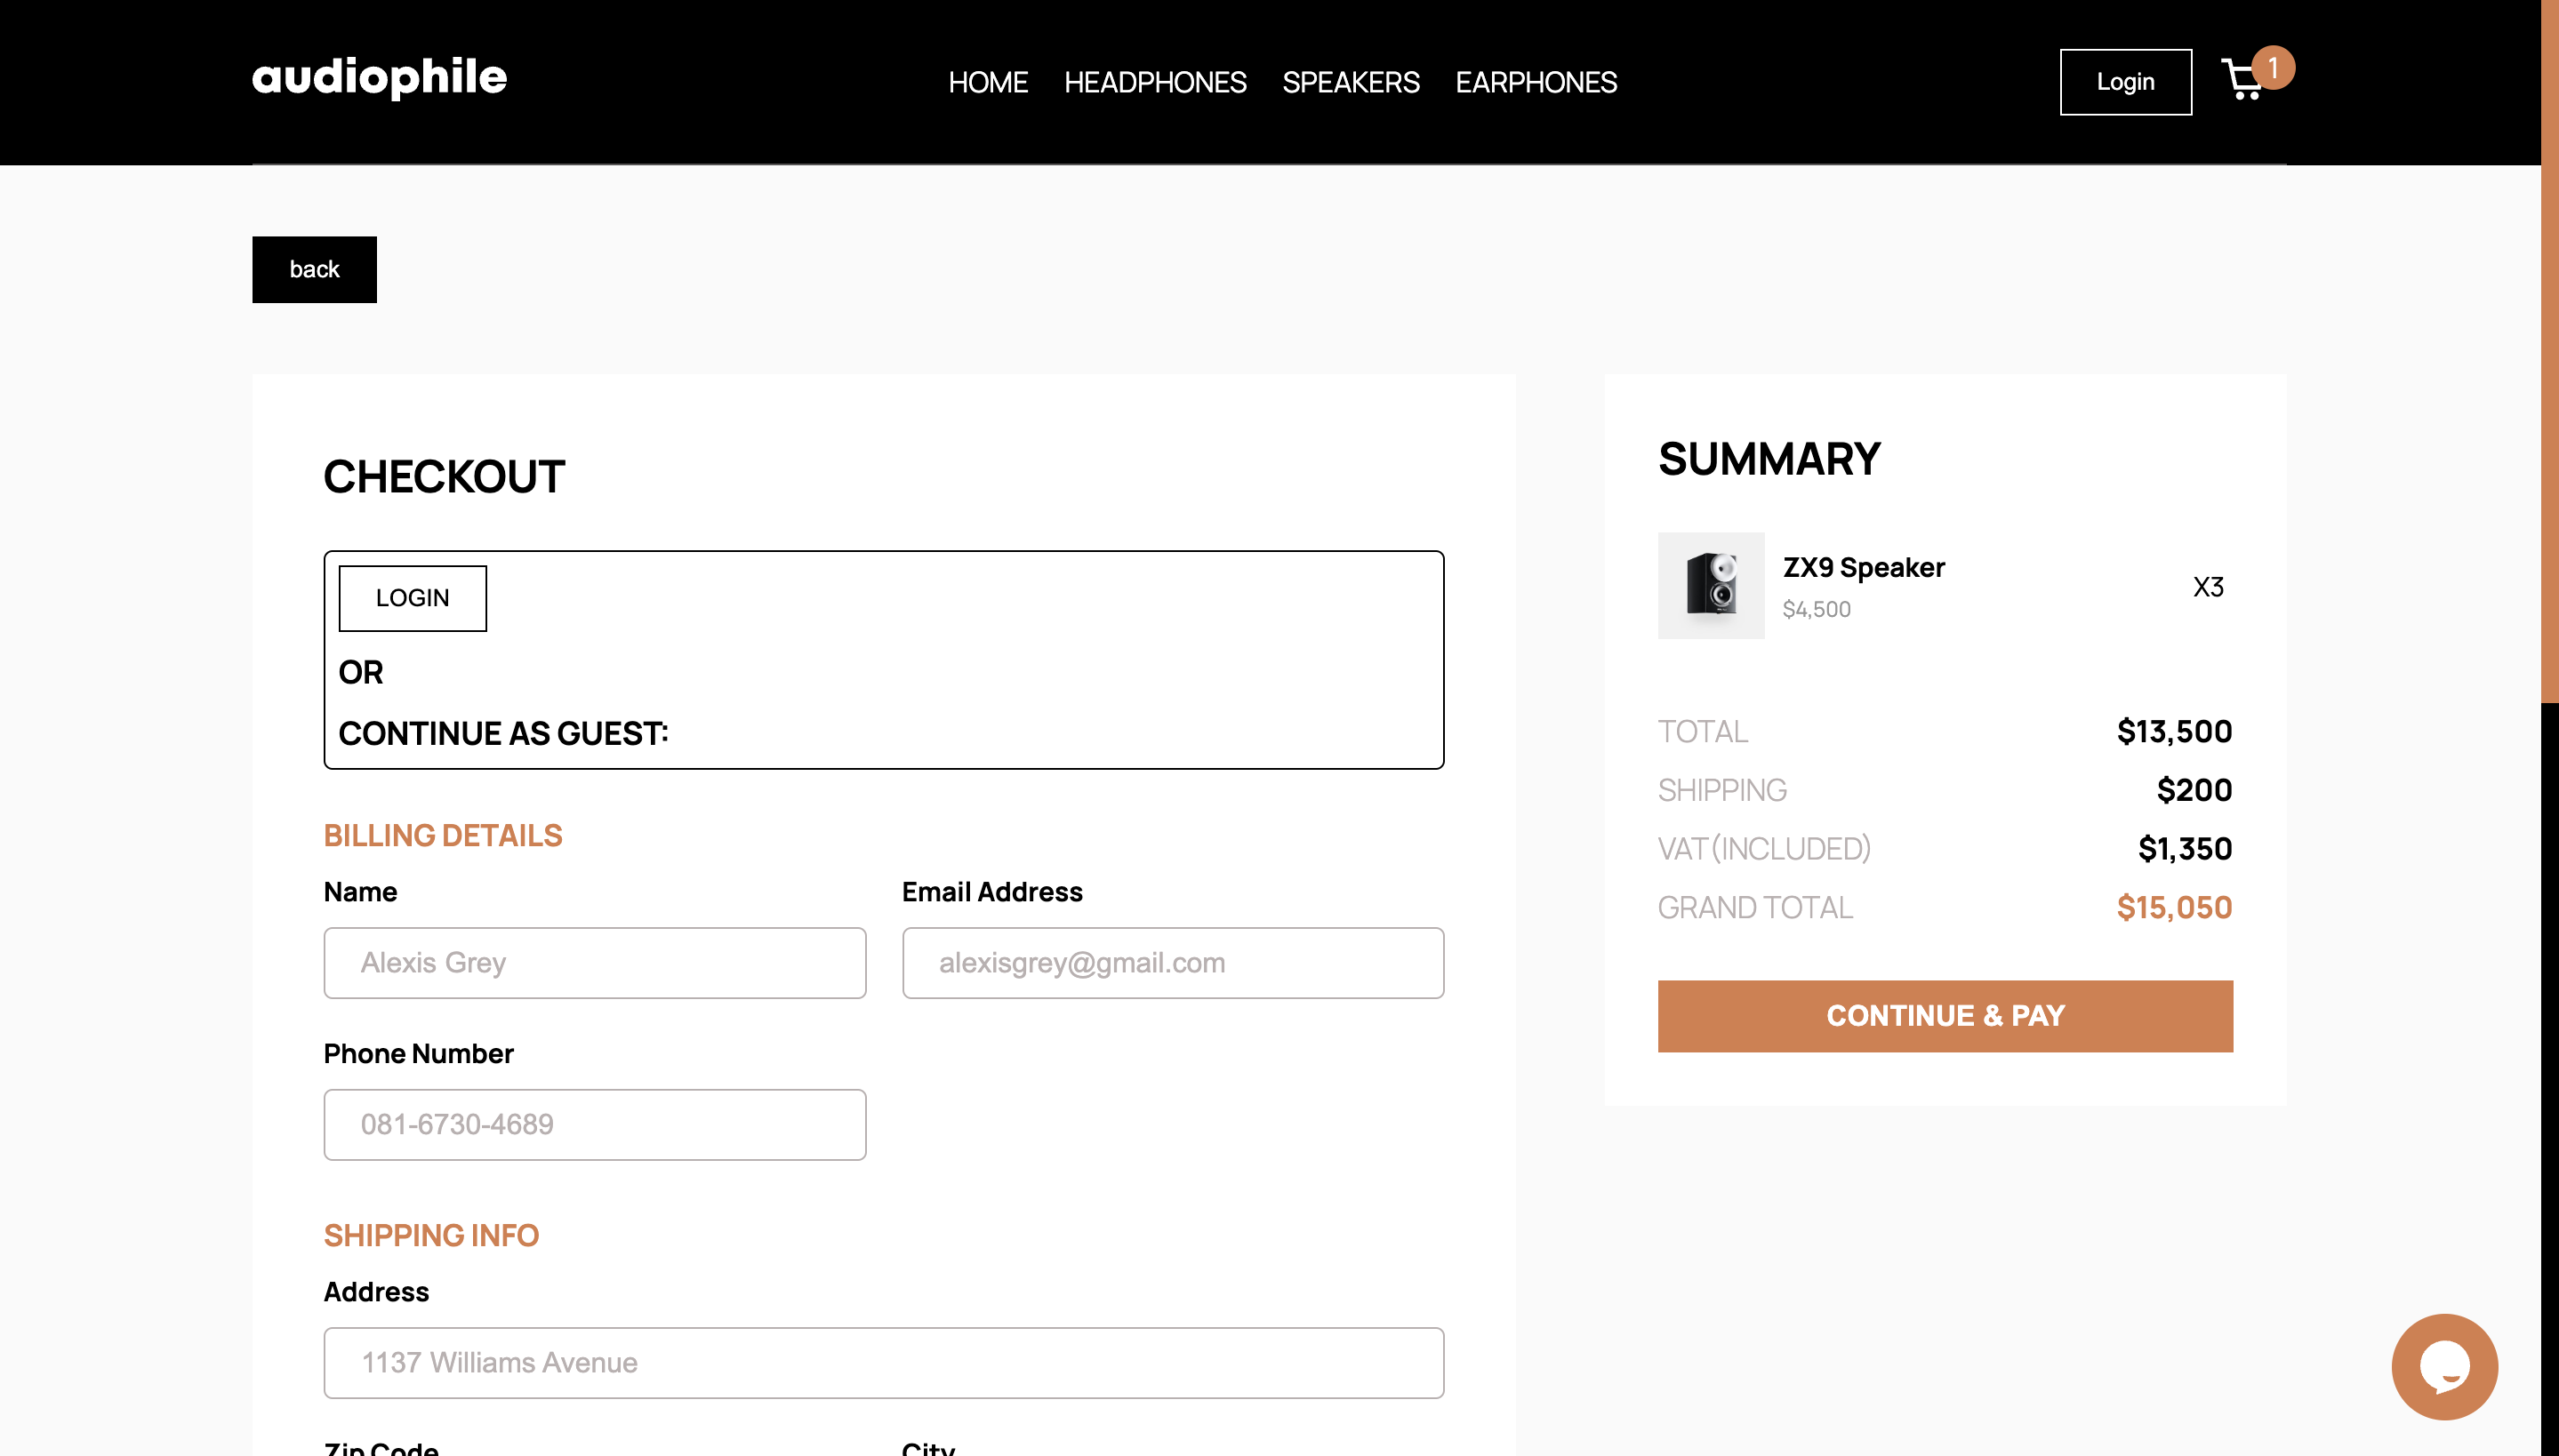 audiophile
HOME HEADPHONES SPEAKERS EARPHONES
Login
1
back
CHECKOUT
LOGIN
OR
CONTINUE AS GUEST:
BILLING DETAILS
Name
Alexis Grey
Email Address
alexisgrey@gmail.com
Phone Number
081-6730-4689
SHIPPING INFO
Address
1137 Williams Avenue
Zip Code
City
SUMMARY
ZX9 Speaker
$4,500
X3
TOTAL $13,500
SHIPPING $200
VAT(INCLUDED) $1,350
GRAND TOTAL $15,050
CONTINUE & PAY